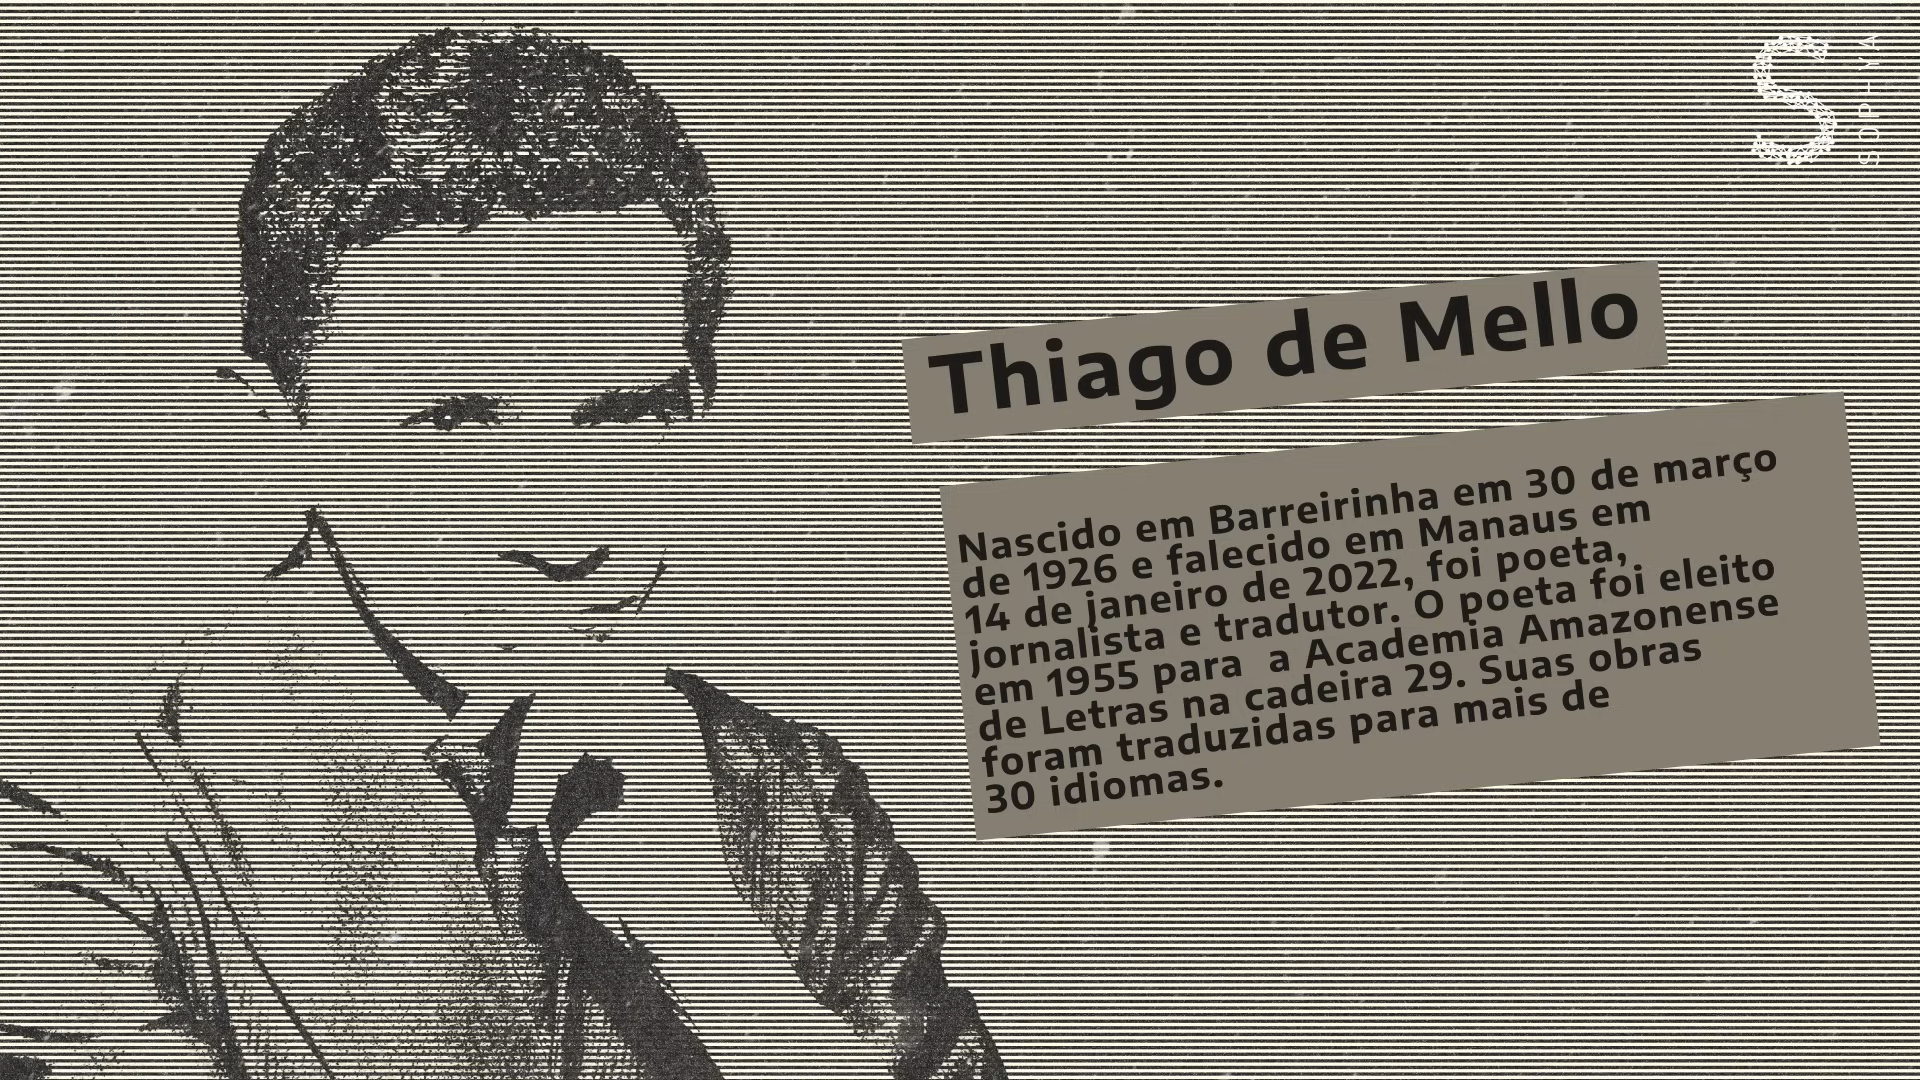 SOPHYA
Thiago de Mello
Nascido em Barreirinha em 30 de março
de 1926 e falecido em Manaus em
14 de janeiro de 2022, foi poeta,
jornalista e tradutor. O poeta foi eleito
em 1955 para  a Academia Amazonense
de Letras na cadeira 29. Suas obras
foram traduzidas para mais de
30 idiomas.